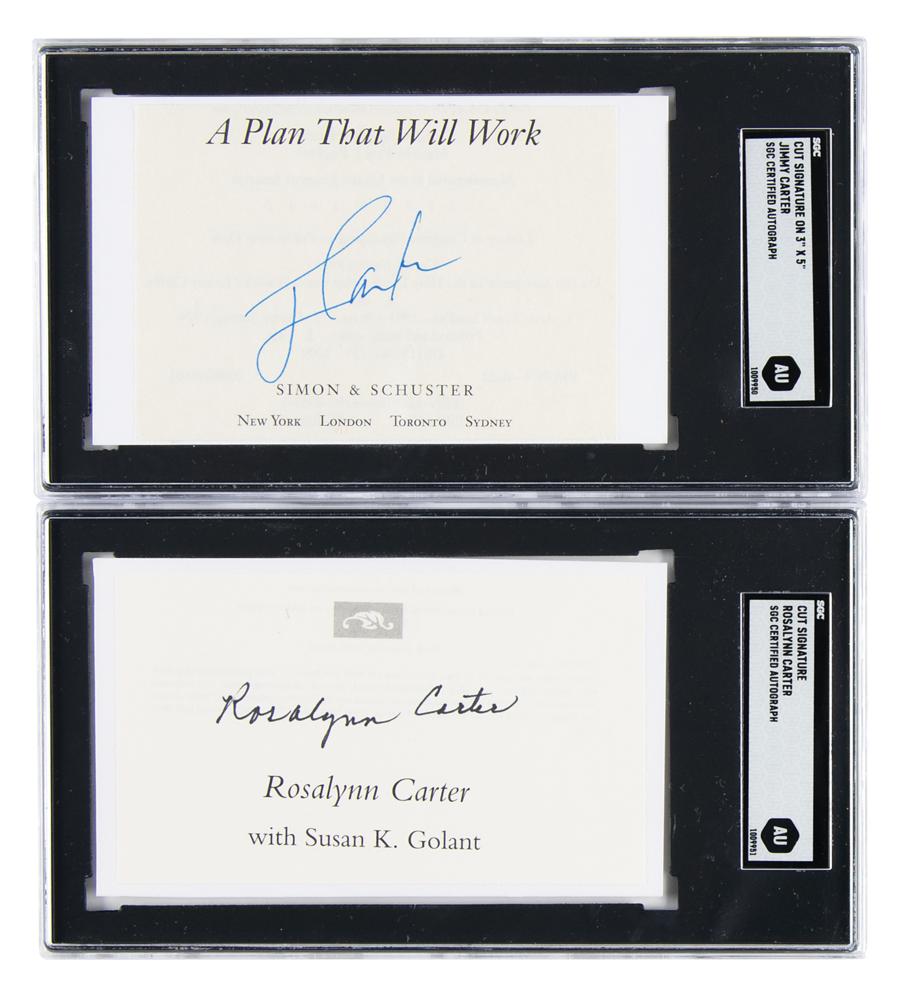 A Plan That Will Work
J Carter
SIMON & SCHUSTER
NEW YORK LONDON TORONTO SYDNEY
SGC
CUT SIGNATURE ON 3" X 5"
JIMMY CARTER
SGC CERTIFIED AUTOGRAPH
AU
1009950
Rosalynn Carter
Rosalynn Carter
with Susan K. Golant
SGC
CUT SIGNATURE
ROSALYNN CARTER
SGC CERTIFIED AUTOGRAPH
AU
1009951